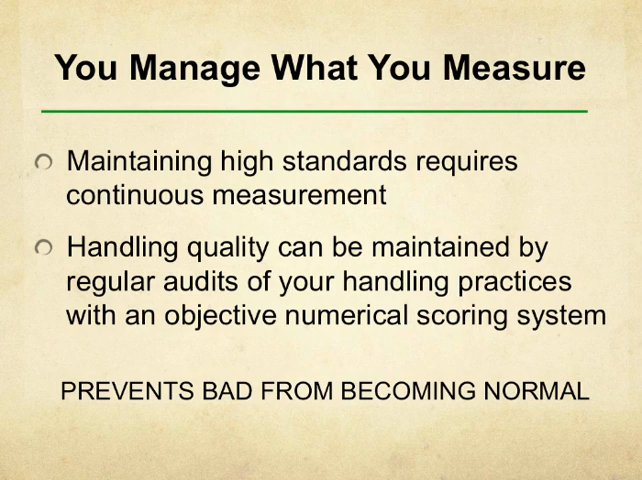 You Manage What You Measure
Maintaining high standards requires
continuous measurement
Handling quality can be maintained by
regular audits of your handling practices
with an objective numerical scoring system
PREVENTS BAD FROM BECOMING NORMAL